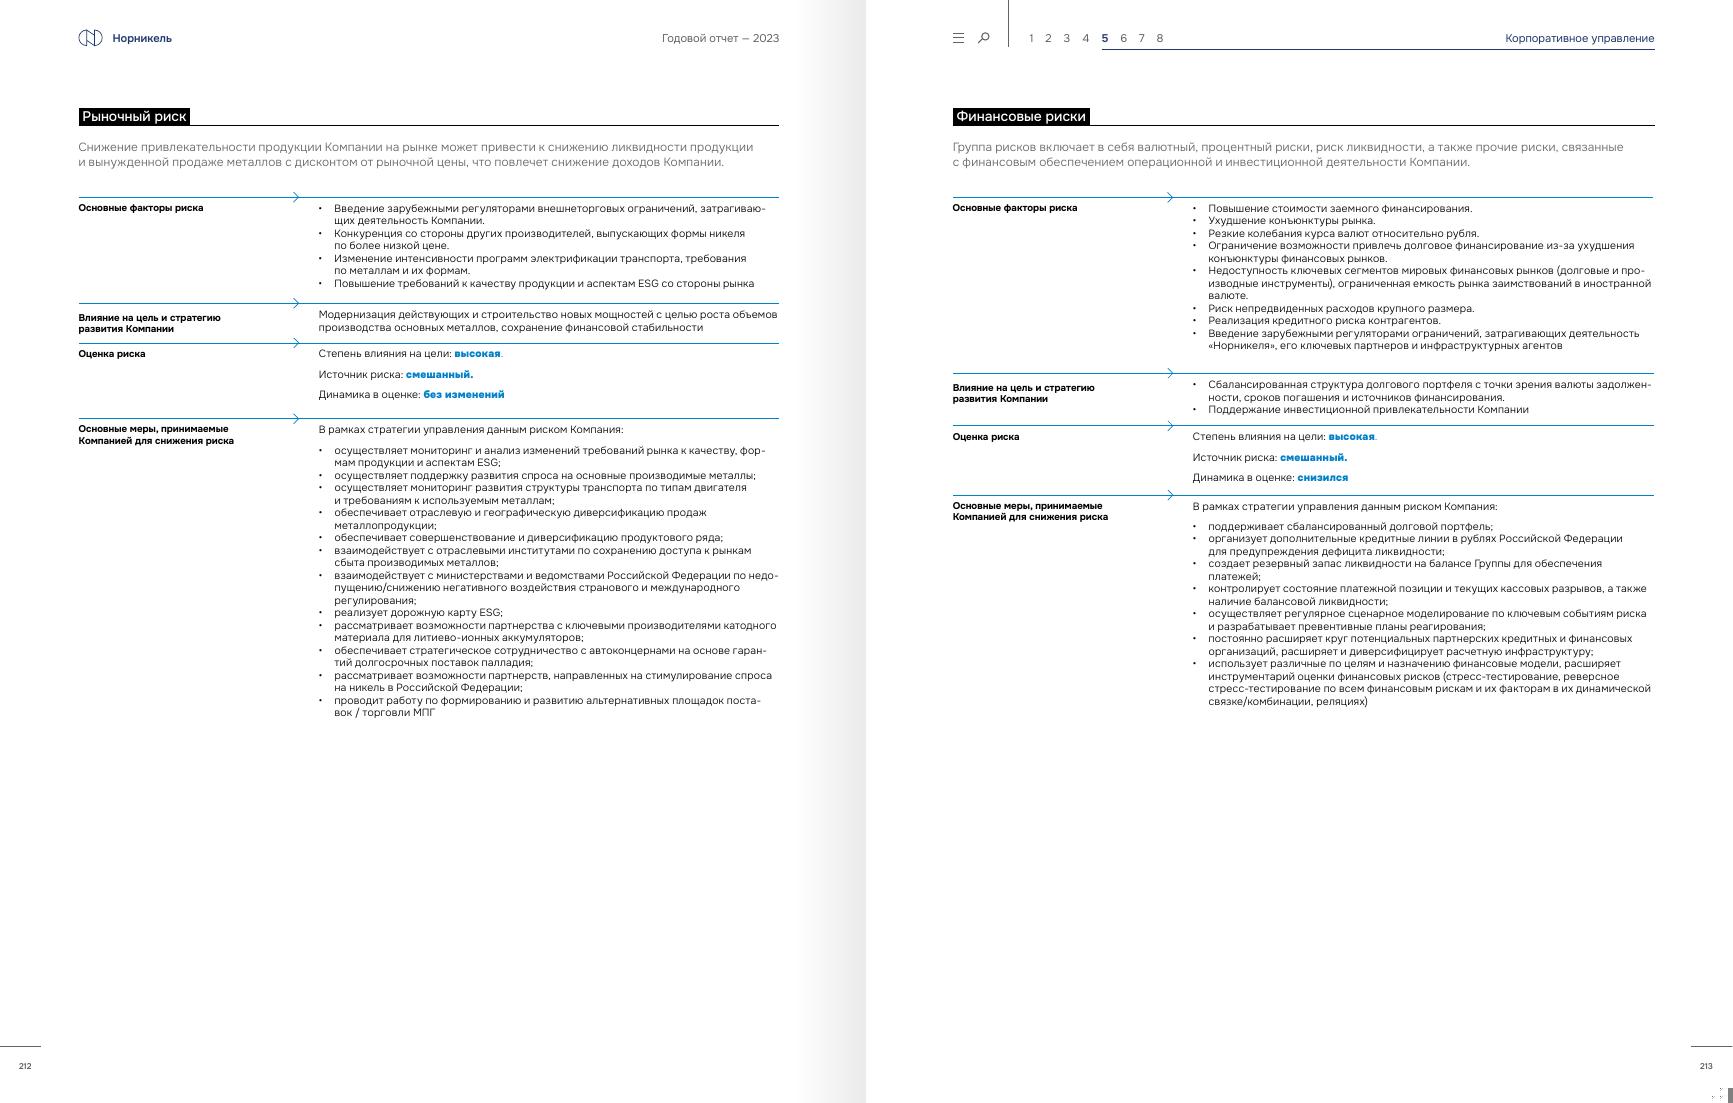 Норникель
Годовой отчет — 2023
Рыночный риск
Снижение привлекательности продукции Компании на рынке может привести к снижению ликвидности продукции
и вынужденной продаже металлов с дисконтом от рыночной цены, что повлечет снижение доходов Компании.
Основные факторы риска
• Введение зарубежными регуляторами внешнеторговых ограничений, затрагиваю-
щих деятельность Компании.
• Конкуренция со стороны других производителей, выпускающих формы никеля
по более низкой цене.
• Изменение интенсивности программ электрификации транспорта, требования
по металлам и их формам.
• Повышение требований к качеству продукции и аспектам ESG со стороны рынка
Влияние на цель и стратегию
развития Компании
Модернизация действующих и строительство новых мощностей с целью роста объемов
производства основных металлов, сохранение финансовой стабильности
Оценка риска
Степень влияния на цели: высокая.
Источник риска: смешанный.
Динамика в оценке: без изменений
Основные меры, принимаемые
Компанией для снижения риска
В рамках стратегии управления данным риском Компания:
• осуществляет мониторинг и анализ изменений требований рынка к качеству, фор-
мам продукции и аспектам ESG;
• осуществляет поддержку развития спроса на основные производимые металлы;
• осуществляет мониторинг развития структуры транспорта по типам двигателя
и требованиям к используемым металлам;
• обеспечивает отраслевую и географическую диверсификацию продаж
металлопродукции;
• обеспечивает совершенствование и диверсификацию продуктового ряда;
• взаимодействует с отраслевыми институтами по сохранению доступа к рынкам
сбыта производимых металлов;
• взаимодействует с министерствами и ведомствами Российской Федерации по недо-
пущению/снижению негативного воздействия странового и международного
регулирования;
• реализует дорожную карту ESG;
• рассматривает возможности партнерства с ключевыми производителями катодного
материала для литиево-ионных аккумуляторов;
• обеспечивает стратегическое сотрудничество с автоконцернами на основе гаран-
тий долгосрочных поставок палладия;
• рассматривает возможности партнерств, направленных на стимулирование спроса
на никель в Российской Федерации;
• проводит работу по формированию и развитию альтернативных площадок поста-
вок / торговли МПГ
212
1 2 3 4 5 6 7 8
Корпоративное управление
Финансовые риски
Группа рисков включает в себя валютный, процентный риски, риск ликвидности, а также прочие риски, связанные
с финансовым обеспечением операционной и инвестиционной деятельности Компании.
Основные факторы риска
• Повышение стоимости заемного финансирования.
• Ухудшение конъюнктуры рынка.
• Резкие колебания курса валют относительно рубля.
• Ограничение возможности привлечь долговое финансирование из-за ухудшения
конъюнктуры финансовых рынков.
• Недоступность ключевых сегментов мировых финансовых рынков (долговые и про-
изводные инструменты), ограниченная емкость рынка заимствований в иностранной
валюте.
• Риск непредвиденных расходов крупного размера.
• Реализация кредитного риска контрагентов.
• Введение зарубежными регуляторами ограничений, затрагивающих деятельность
«Норникеля», его ключевых партнеров и инфраструктурных агентов
Влияние на цель и стратегию
развития Компании
• Сбалансированная структура долгового портфеля с точки зрения валюты задолжен-
ности, сроков погашения и источников финансирования.
• Поддержание инвестиционной привлекательности Компании
Оценка риска
Степень влияния на цели: высокая.
Источник риска: смешанный.
Динамика в оценке: снизился
Основные меры, принимаемые
Компанией для снижения риска
В рамках стратегии управления данным риском Компания:
• поддерживает сбалансированный долговой портфель;
• организует дополнительные кредитные линии в рублях Российской Федерации
для предупреждения дефицита ликвидности;
• создает резервный запас ликвидности на балансе Группы для обеспечения
платежей;
• контролирует состояние платежной позиции и текущих кассовых разрывов, а также
наличие балансовой ликвидности;
• осуществляет регулярное сценарное моделирование по ключевым событиям риска
и разрабатывает превентивные планы реагирования;
• постоянно расширяет круг потенциальных партнерских кредитных и финансовых
организаций, расширяет и диверсифицирует расчетную инфраструктуру;
• использует различные по целям и назначению финансовые модели, расширяет
инструментарий оценки финансовых рисков (стресс-тестирование, реверсное
стресс-тестирование по всем финансовым рискам и их факторам в их динамической
связке/комбинации, реляциях)
213